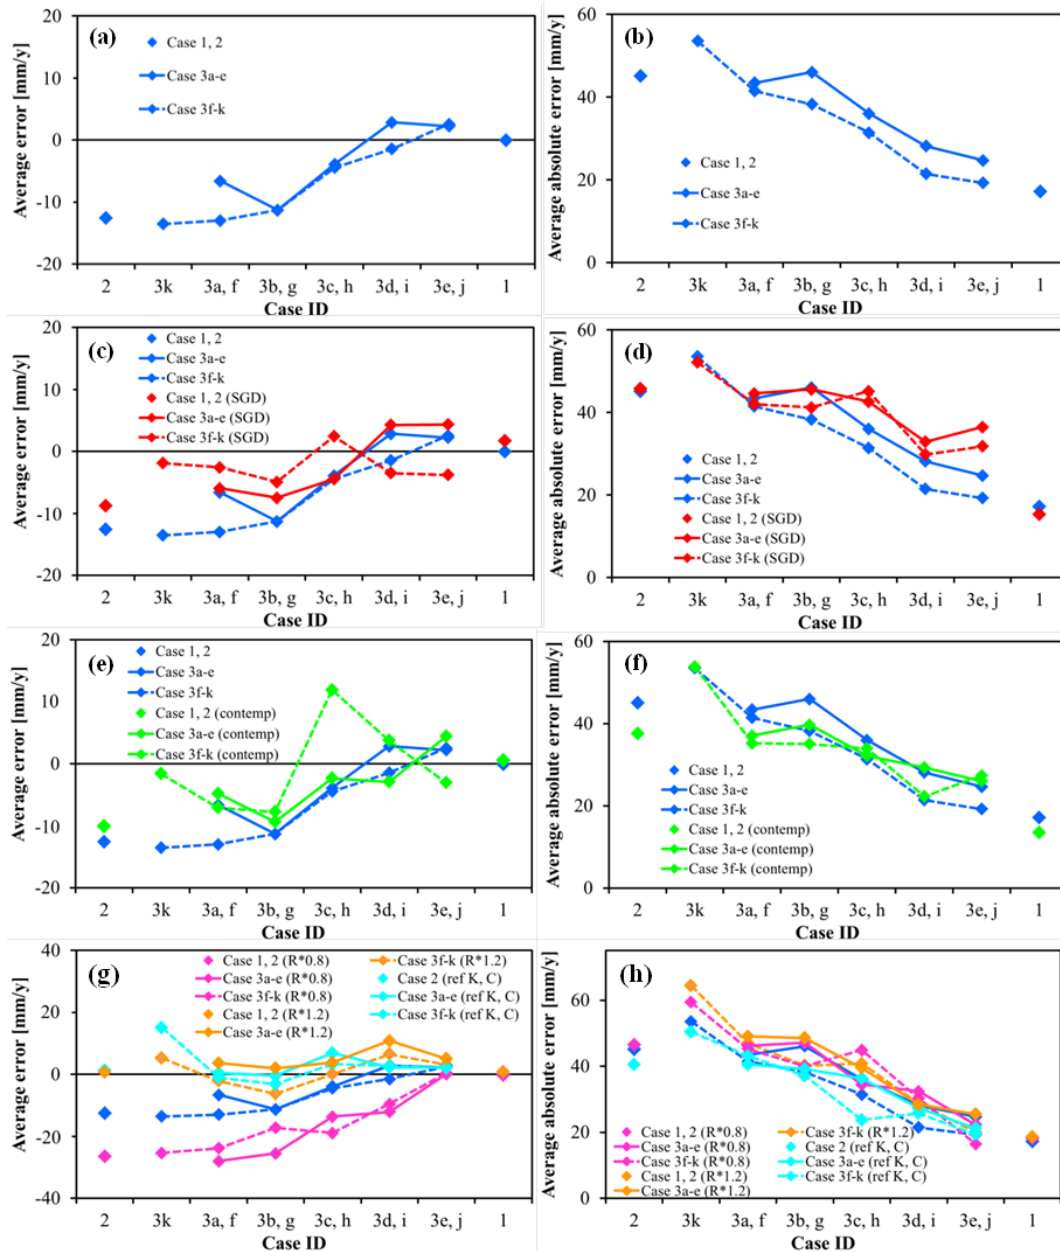 (a)
Average error [mm/y]
20
10
0
-10
-20
Case 1, 2
Case 3a-e
Case 3f-k
2 3k 3a, f 3b, g 3c, h 3d, i 3e, j 1
Case ID
(b)
Average absolute error [mm/y]
60
40
20
0
Case 1, 2
Case 3a-e
Case 3f-k
2 3k 3a, f 3b, g 3c, h 3d, i 3e, j 1
Case ID
(c)
Average error [mm/y]
20
10
0
-10
-20
Case 1, 2
Case 3a-e
Case 3f-k
Case 1, 2 (SGD)
Case 3a-e (SGD)
Case 3f-k (SGD)
2 3k 3a, f 3b, g 3c, h 3d, i 3e, j 1
Case ID
(d)
Average absolute error [mm/y]
60
40
20
0
Case 1, 2
Case 3a-e
Case 3f-k
Case 1, 2 (SGD)
Case 3a-e (SGD)
Case 3f-k (SGD)
2 3k 3a, f 3b, g 3c, h 3d, i 3e, j 1
Case ID
(e)
Average error [mm/y]
20
10
0
-10
-20
Case 1, 2
Case 3a-e
Case 3f-k
Case 1, 2 (contemp)
Case 3a-e (contemp)
Case 3f-k (contemp)
2 3k 3a, f 3b, g 3c, h 3d, i 3e, j 1
Case ID
(f)
Average absolute error [mm/y]
60
40
20
0
Case 1, 2
Case 3a-e
Case 3f-k
Case 1, 2 (contemp)
Case 3a-e (contemp)
Case 3f-k (contemp)
2 3k 3a, f 3b, g 3c, h 3d, i 3e, j 1
Case ID
(g)
Average error [mm/y]
40
20
0
-20
-40
Case 1, 2 (R*0.8)
Case 3a-e (R*0.8)
Case 3f-k (R*0.8)
Case 1, 2 (R*1.2)
Case 3a-e (R*1.2)
Case 3f-k (R*1.2)
Case 2 (ref K, C)
Case 3a-e (ref K, C)
Case 3f-k (ref K, C)
2 3k 3a, f 3b, g 3c, h 3d, i 3e, j 1
Case ID
(h)
Average absolute error [mm/y]
60
40
20
0
Case 1, 2 (R*0.8)
Case 3a-e (R*0.8)
Case 3f-k (R*0.8)
Case 1, 2 (R*1.2)
Case 3a-e (R*1.2)
Case 3f-k (R*1.2)
Case 2 (ref K, C)
Case 3a-e (ref K, C)
Case 3f-k (ref K, C)
2 3k 3a, f 3b, g 3c, h 3d, i 3e, j 1
Case ID